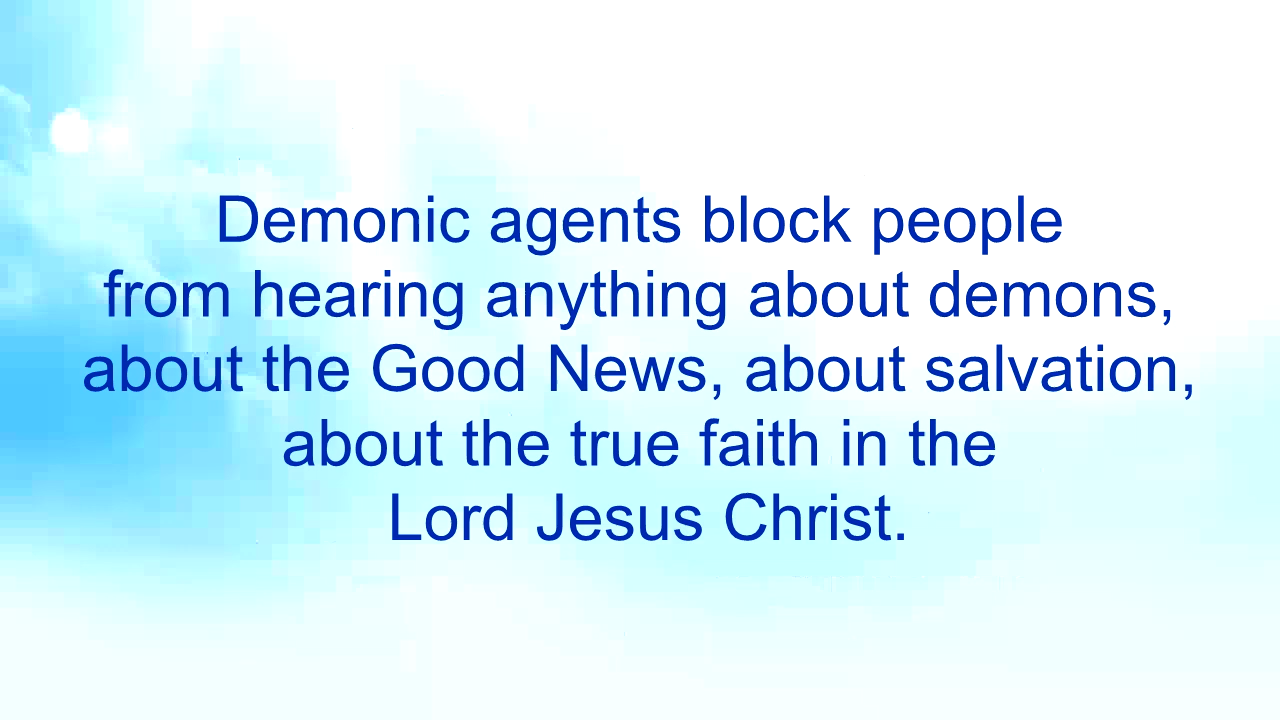 Demonic agents block people
from hearing anything about demons,
about the Good News, about salvation,
about the true faith in the
Lord Jesus Christ.